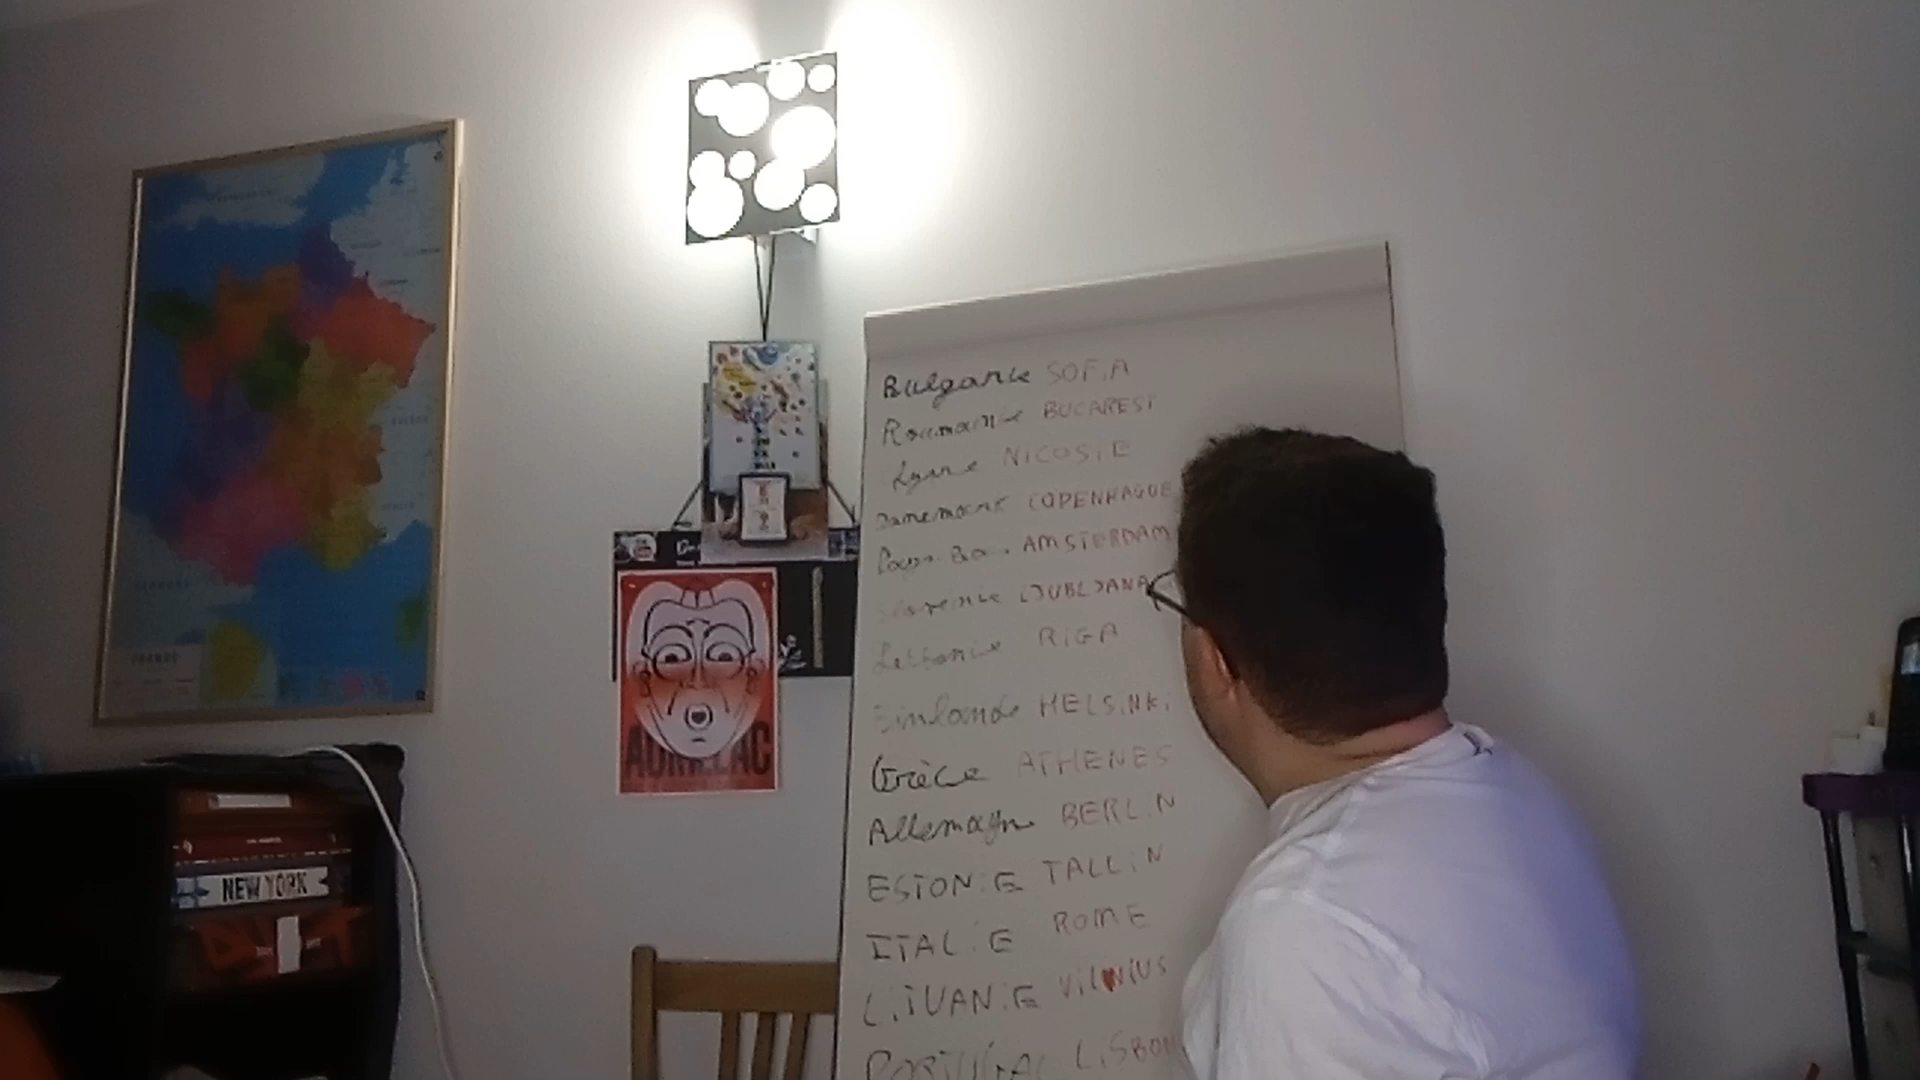 Bulgarie SOFiA
Roumanie BUCAREST
NiCOSiE
Danemark COPENHAGUE
Pays-Bas AMSTERDAM
Slovénie LJUBLJANA
Lettonie RiGA
Finlande HELSiNKi
Grèce ATHENES
Allemagne BERLiN
ESTONiE TALLiN
ITALiE ROME
LiTUANiE ViLNiUS
PORTUGAL LiSBON
AURILLAC
NEW YORK